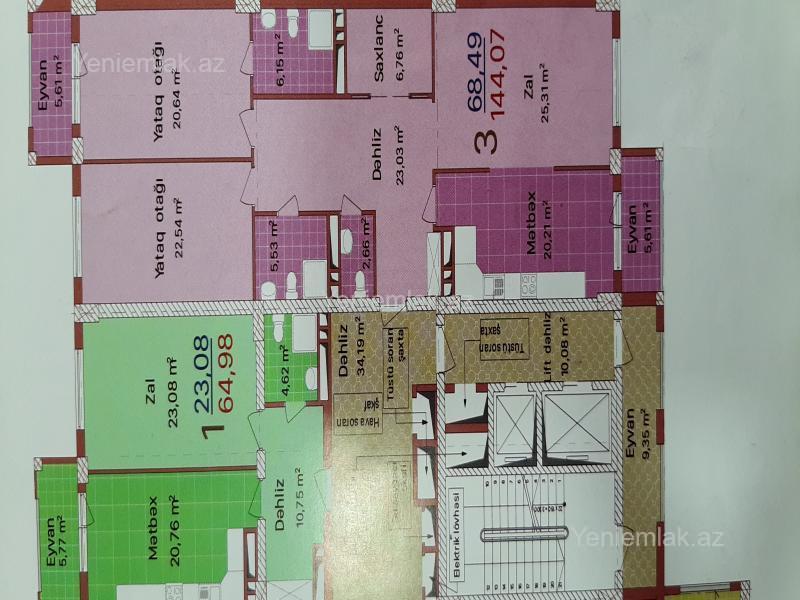 Yeniemlak.az
Eyvan
5,61 m²
Yataq otağı
20,64 m²
6,15 m²
Saxlanc
6,76 m²
3 68,49
144,07
Zal
25,31 m²
Dəhliz
23,03 m²
Yataq otağı
22,54 m²
5,53 m²
2,66 m²
Mətbəx
20,21 m²
Eyvan
5,61 m²
Zal
23,08 m²
1 23,08
64,98
4,62 m²
Dəhliz
34,19 m²
Tüstü soran
şaxta
Hava soran
şkaf
Tüstü soran
şaxta
Lift dəhliz
10,08 m²
Eyvan
9,35 m²
Eyvan
5,77 m²
Mətbəx
20,76 m²
Dəhliz
10,75 m²
Elektrik lövhəsi
Yeniemlak.az